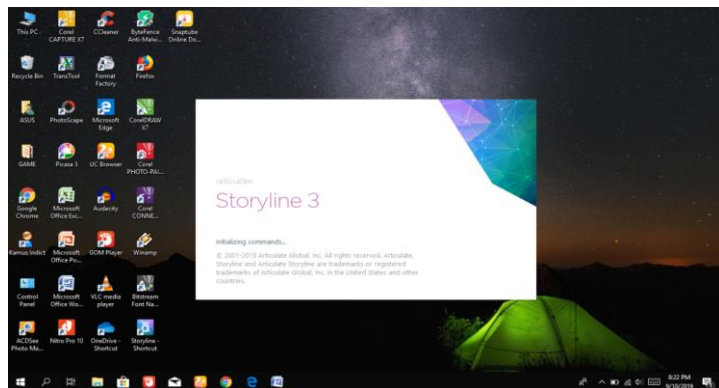 This PC
Corel
CAPTURE X7
CCleaner
ByteFence
Anti-Malw...
Snaptube
Online Do...
Recycle Bin
TransTool
Format
Factory
Firefox
ASUS
PhotoScape
Microsoft
Edge
CorelDRAW
X7
GAME
Picasa 3
UC Browser
Corel
PHOTO-PAI...
Google
Chrome
Microsoft
Office Exc...
Audacity
Corel
CONNE...
Kamus Indict
Microsoft
Office Po...
GOM Player
Winamp
Control
Panel
Microsoft
Office Wo...
VLC media
player
Bitstream
Font Na...
ACDSee
Photo Ma...
Nitro Pro 10
OneDrive -
Shortcut
Storyline -
Shortcut
articulate
Storyline 3
Initializing commands...
© 2001-2019 Articulate Global, Inc. All rights reserved. Articulate,
Storyline and Articulate Storyline are trademarks or registered
trademarks of Articulate Global, Inc. in the United States and other
countries.
8:22 PM
9/10/2019